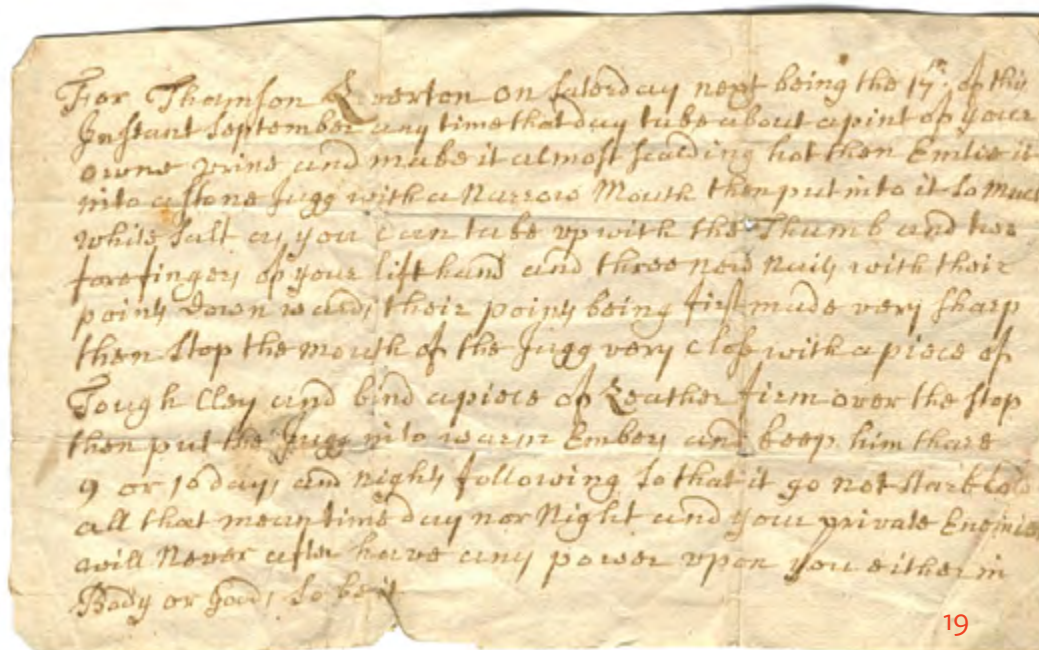 For Thomson Leverton on Saterday next being the 17th. of this
Instant September any time that day take about a pint of your
owne urine and make it almost scalding hot then Emtie it
into a stone Jugg with a Narrow Mouth then put into it so Much
white Salt as you Can take up with the Thumb and two
forefingers of your lift hand and three new nails with their
points down wards, their points being first made very sharp
then stop the mouth of the Jugg very close with a piece of
Tough Cley and bind a piece of Leather firm over the stop
then put the Jugg into warm Embers and keep him thare
9 or 10 days and nights following so that it go not stark cold
all that mean time day nor Night and your private Enemies
will Never after have any power upon you either in
Body or Goods, So be it
19